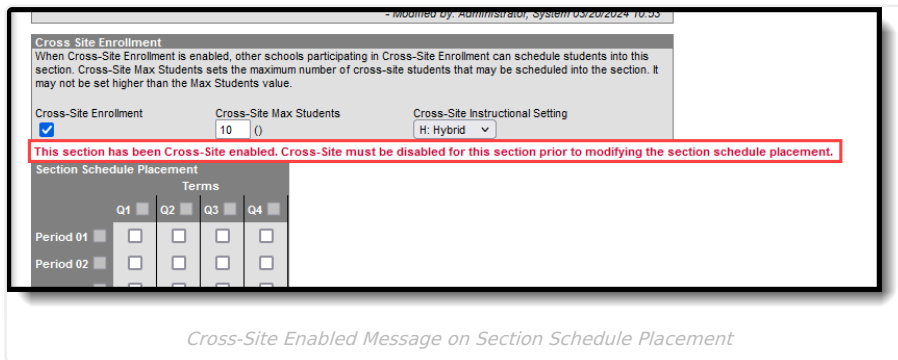 - Modified by: Administrator, System 03/20/2024 10:53
Cross Site Enrollment
When Cross-Site Enrollment is enabled, other schools participating in Cross-Site Enrollment can schedule students into this
section. Cross-Site Max Students sets the maximum number of cross-site students that may be scheduled into the section. It
may not be set higher than the Max Students value.
Cross-Site Enrollment Cross-Site Max Students Cross-Site Instructional Setting
10 () H: Hybrid
This section has been Cross-Site enabled. Cross-Site must be disabled for this section prior to modifying the section schedule placement.
Section Schedule Placement
Terms
Q1 Q2 Q3 Q4
Period 01
Period 02
Cross-Site Enabled Message on Section Schedule Placement